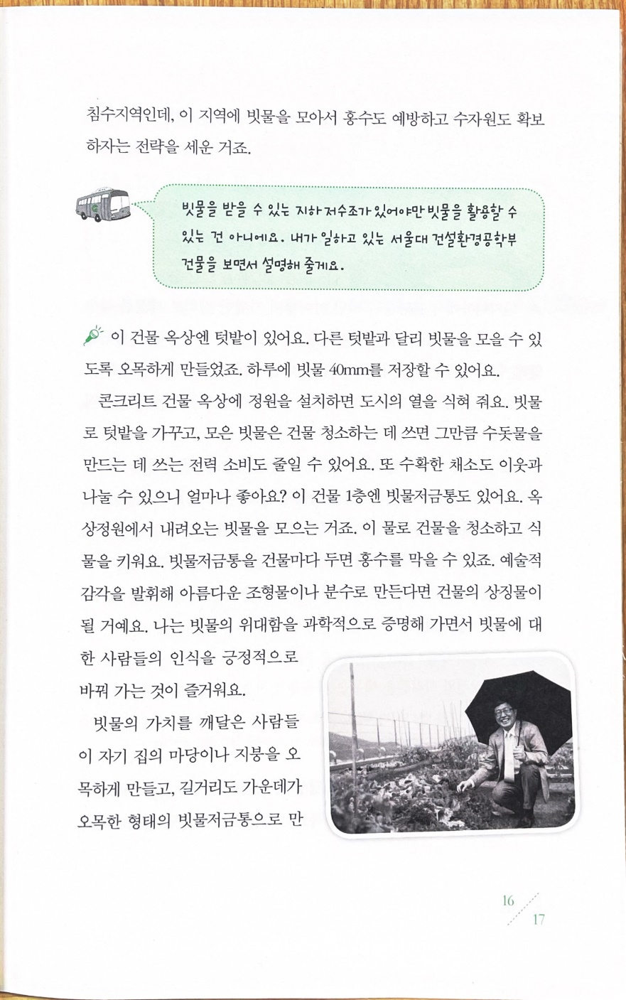 침수지역인데, 이 지역에 빗물을 모아서 홍수도 예방하고 수자원도 확보
하자는 전략을 세운 거죠.
빗물을 받을 수 있는 지하 저수조가 있어야만 빗물을 활용할 수
있는 건 아니에요. 내가 일하고 있는 서울대 건설환경공학부
건물을 보면서 설명해 줄게요.
이 건물 옥상엔 텃밭이 있어요. 다른 텃밭과 달리 빗물을 모을 수 있
도록 오목하게 만들었죠. 하루에 빗물 40mm를 저장할 수 있어요.
콘크리트 건물 옥상에 정원을 설치하면 도시의 열을 식혀 줘요. 빗물
로 텃밭을 가꾸고, 모은 빗물은 건물 청소하는 데 쓰면 그만큼 수돗물을
만드는 데 쓰는 전력 소비도 줄일 수 있어요. 또 수확한 채소도 이웃과
나눌 수 있으니 얼마나 좋아요? 이 건물 1층엔 빗물저금통도 있어요. 옥
상정원에서 내려오는 빗물을 모으는 거죠. 이 물로 건물을 청소하고 식
물을 키워요. 빗물저금통을 건물마다 두면 홍수를 막을 수 있죠. 예술적
감각을 발휘해 아름다운 조형물이나 분수로 만든다면 건물의 상징물이
될 거예요. 나는 빗물의 위대함을 과학적으로 증명해 가면서 빗물에 대
한 사람들의 인식을 긍정적으로
바꿔 가는 것이 즐거워요.
빗물의 가치를 깨달은 사람들
이 자기 집의 마당이나 지붕을 오
목하게 만들고, 길거리도 가운데가
오목한 형태의 빗물저금통으로 만
16
17